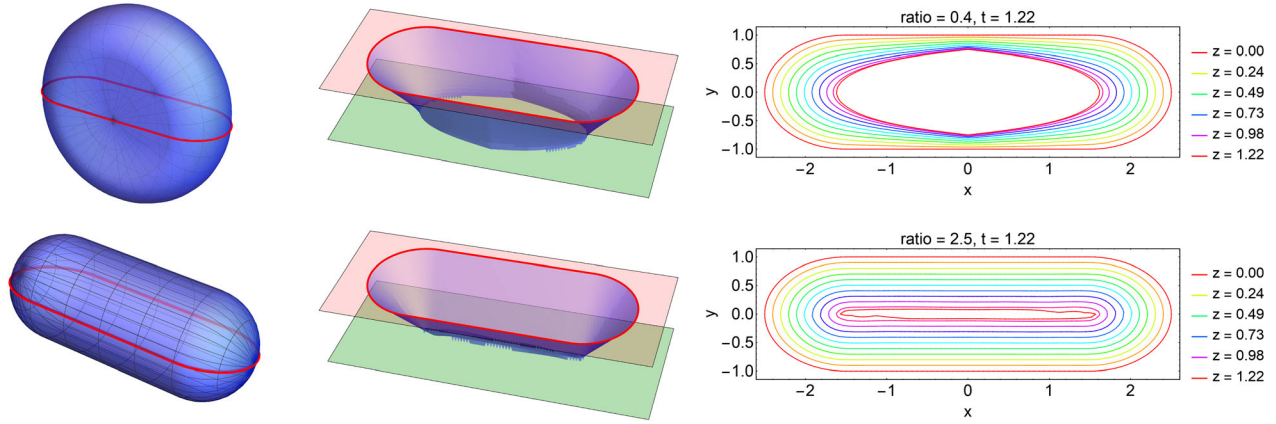 ratio = 0.4, t = 1.22
1.0
0.5
0.0
−0.5
−1.0
y
−2
−1
0
1
2
x
z = 0.00
z = 0.24
z = 0.49
z = 0.73
z = 0.98
z = 1.22
ratio = 2.5, t = 1.22
1.0
0.5
0.0
−0.5
−1.0
y
−2
−1
0
1
2
x
z = 0.00
z = 0.24
z = 0.49
z = 0.73
z = 0.98
z = 1.22